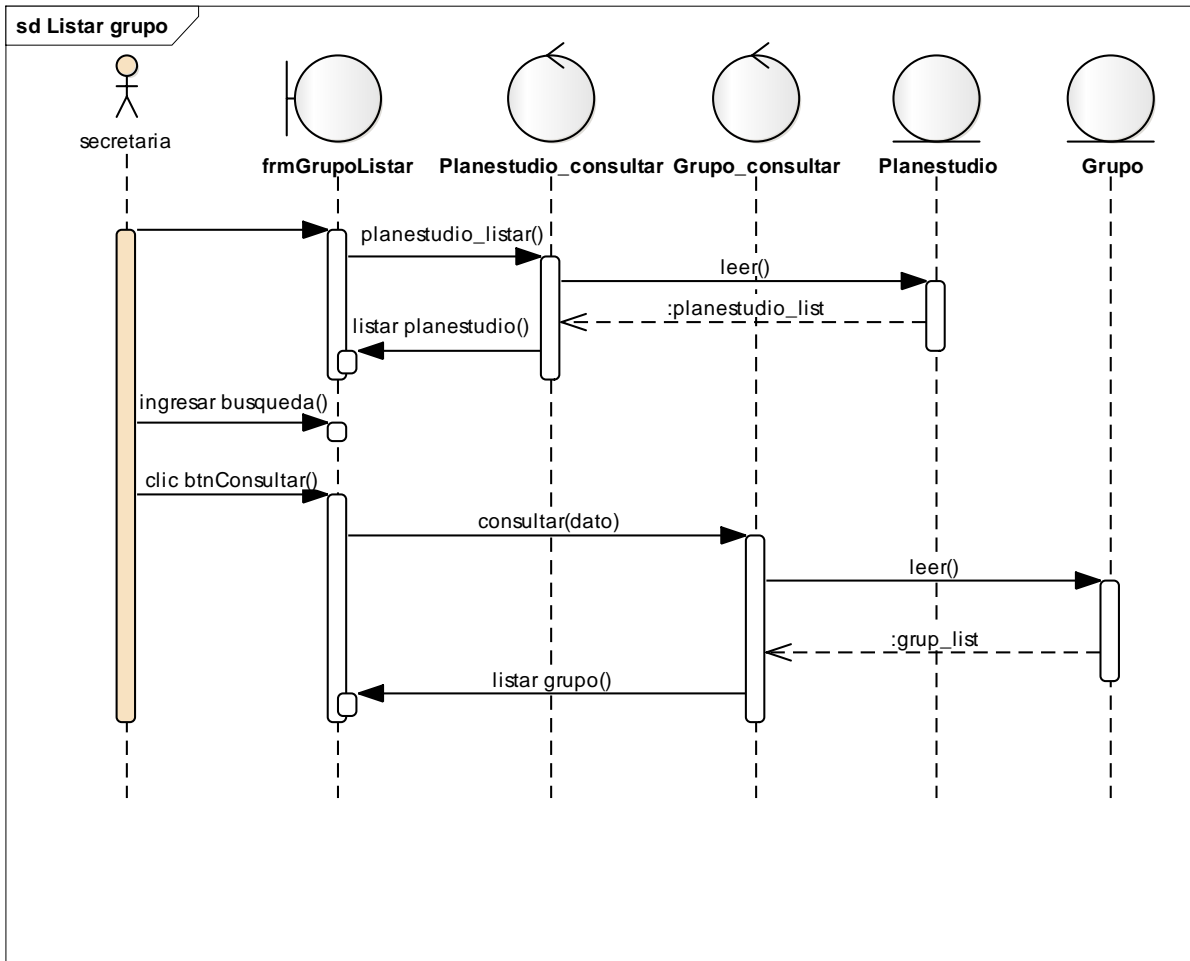 sd Listar grupo
secretaria
frmGrupoListar
Planestudio_consultar
Grupo_consultar
Planestudio
Grupo
planestudio_listar()
leer()
:planestudio_list
listar planestudio()
ingresar busqueda()
clic btnConsultar()
consultar(dato)
leer()
:grup_list
listar grupo()